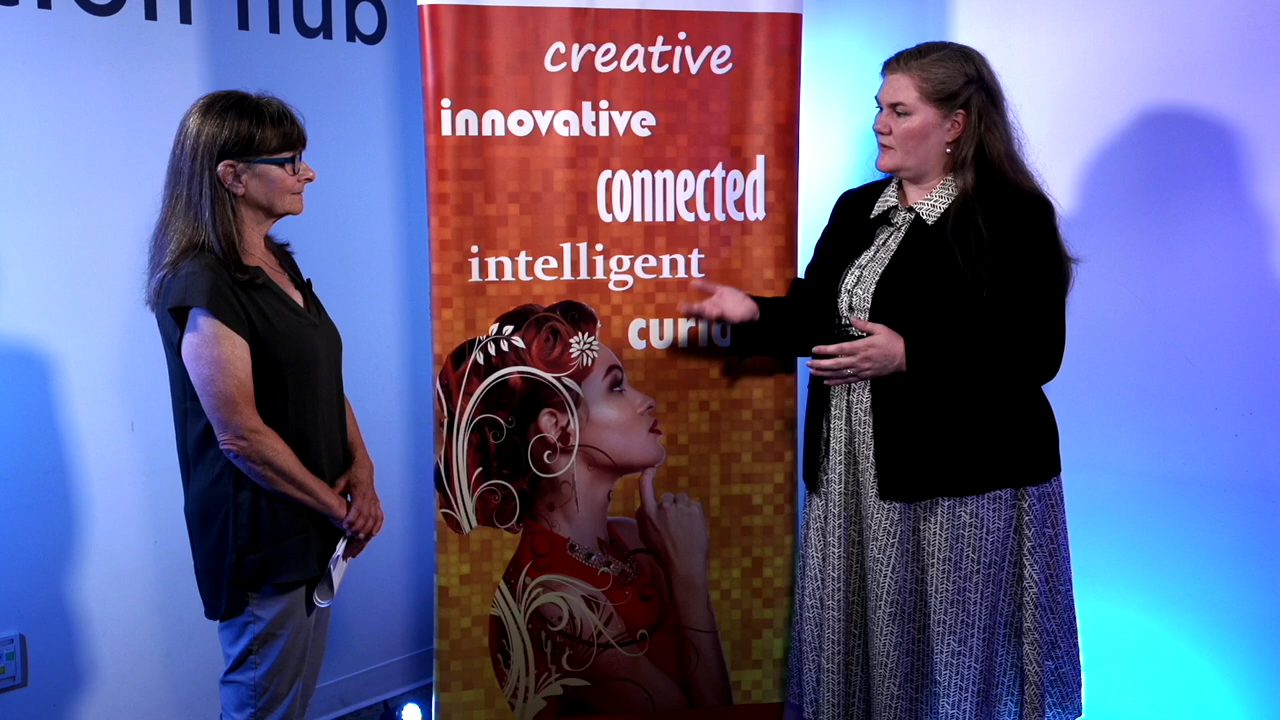 hub
creative
innovative
connected
intelligent